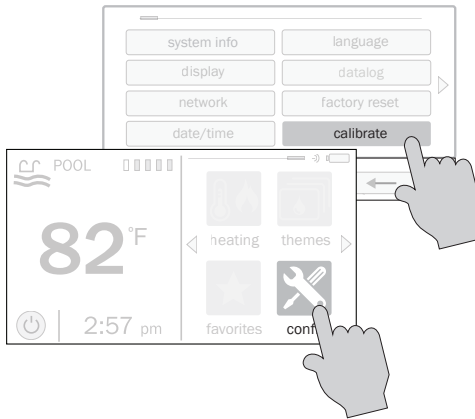 system info
language
display
datalog
network
factory reset
date/time
calibrate
POOL
82°F
heating
themes
2:57 pm
favorites
conf